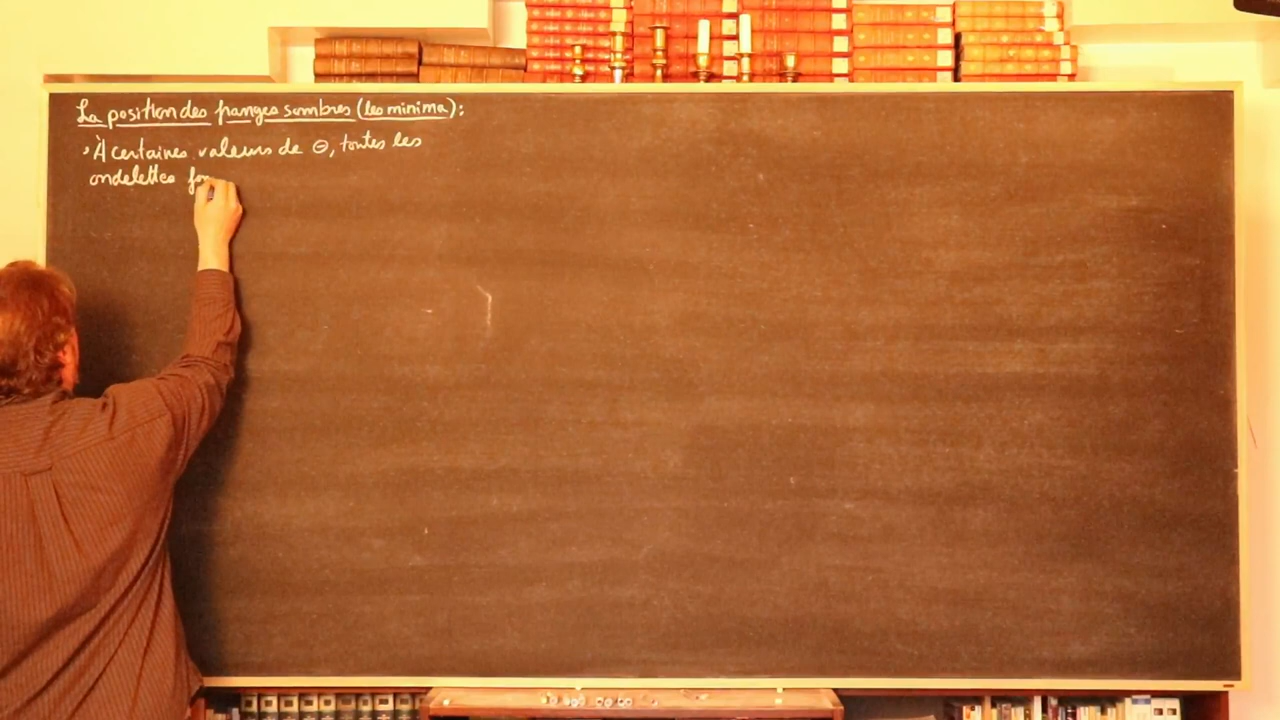 La position des franges sombres (les minima):
• À certaines valeurs de θ, toutes les
ondelettes